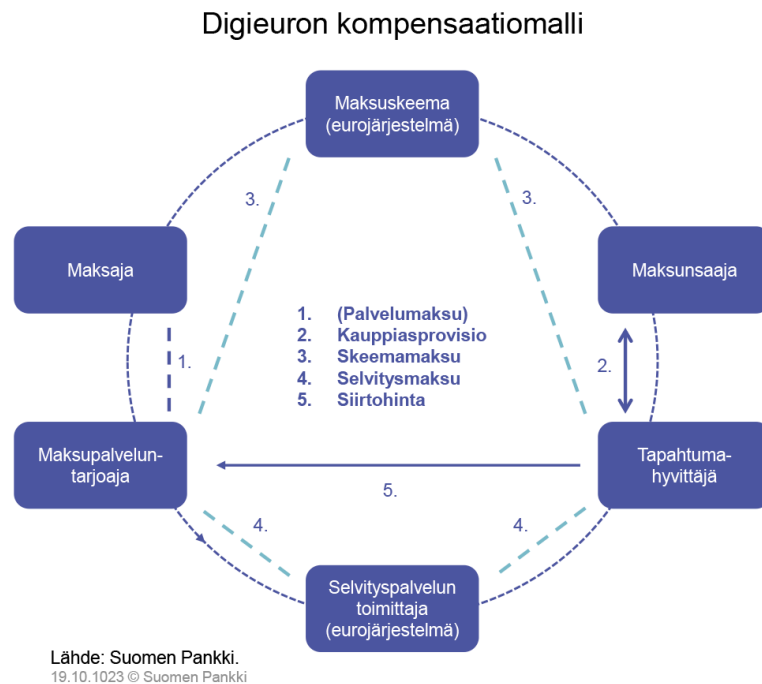 Digieuron kompensaatiomalli
Maksuskeema
(eurojärjestelmä)
3.
3.
Maksaja
Maksunsaaja
1. (Palvelumaksu)
2. Kauppiasprovisio
3. Skeemamaksu
4. Selvitysmaksu
5. Siirtohinta
1.
2.
Maksupalvelun-
tarjoaja
Tapahtuma-
hyvittäjä
5.
4.
4.
Selvityspalvelun
toimittaja
(eurojärjestelmä)
Lähde: Suomen Pankki.
19.10.1023 © Suomen Pankki